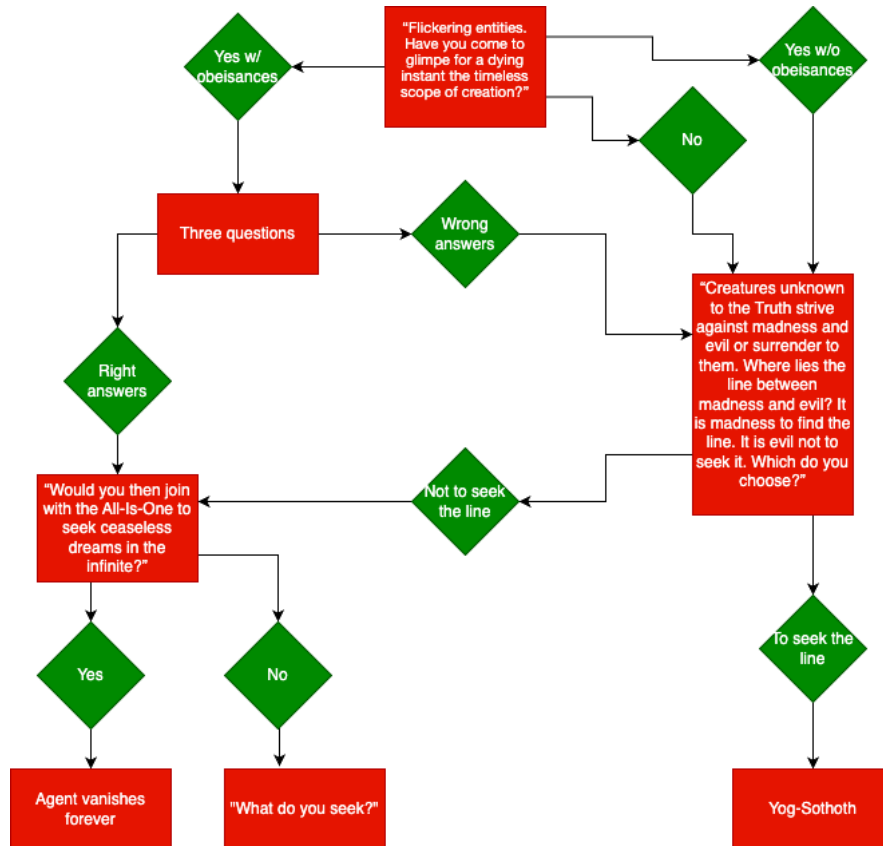 Yes w/
obeisances
“Flickering entities.
Have you come to
glimpe for a dying
instant the timeless
scope of creation?”
Yes w/o
obeisances
No
Three questions
Wrong
answers
“Creatures unknown
to the Truth strive
against madness and
evil or surrender to
them. Where lies the
line between
madness and evil? It
is madness to find the
line. It is evil not to
seek it. Which do you
choose?”
Right
answers
“Would you then join
with the All-Is-One to
seek ceaseless
dreams in the
infinite?”
Not to seek
the line
To seek the
line
Yes
No
Agent vanishes
forever
"What do you seek?"
Yog-Sothoth